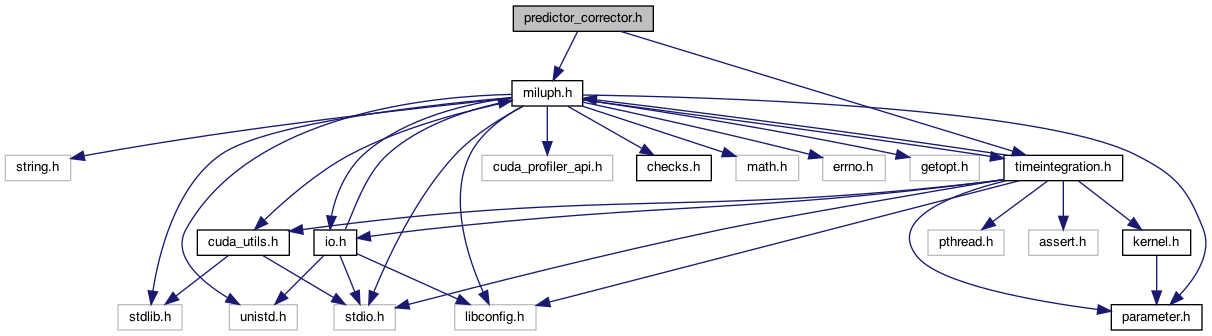 predictor_corrector.h
miluph.h
string.h
cuda_profiler_api.h
checks.h
math.h
errno.h
getopt.h
timeintegration.h
cuda_utils.h
io.h
pthread.h
assert.h
kernel.h
stdlib.h
unistd.h
stdio.h
libconfig.h
parameter.h